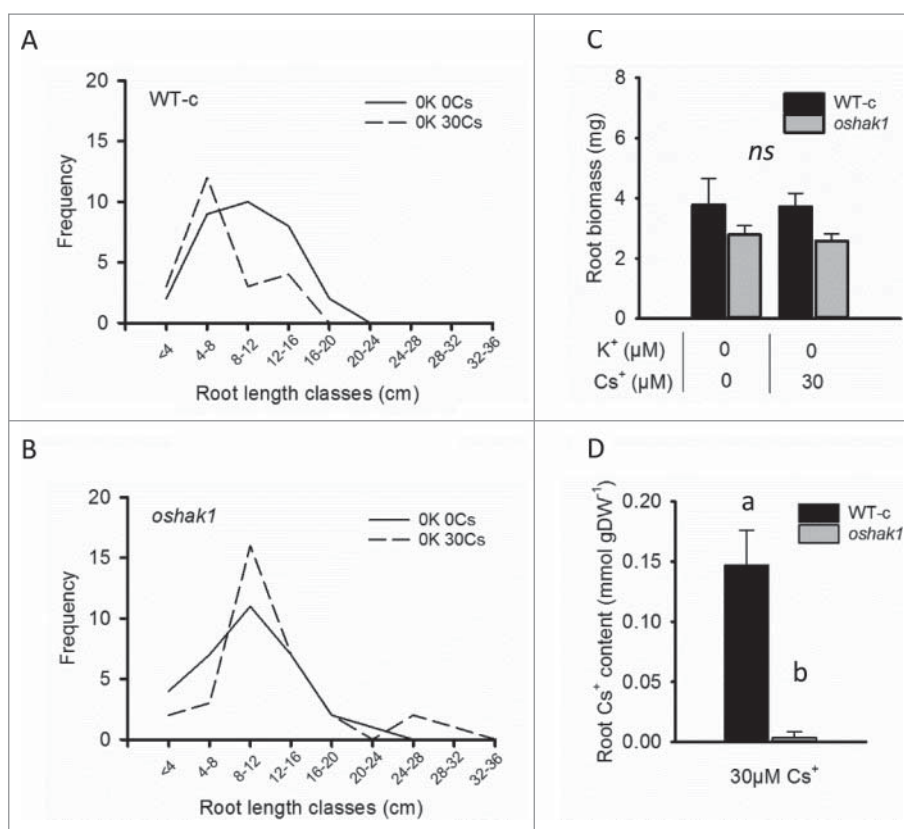 A
WT-c
0K 0Cs
0K 30Cs
20
15
10
5
0
Frequency
<4
4-8
8-12
12-16
16-20
20-24
24-28
28-32
32-36
Root length classes (cm)
B
oshak1
0K 0Cs
0K 30Cs
20
15
10
5
0
Frequency
<4
4-8
8-12
12-16
16-20
20-24
24-28
28-32
32-36
Root length classes (cm)
C
WT-c
oshak1
ns
8
6
4
2
0
Root biomass (mg)
K⁺ (µM) 0 0
Cs⁺ (µM) 0 30
D
WT-c
oshak1
a
b
0.20
0.15
0.10
0.05
0.00
Root Cs⁺ content (mmol gDW⁻¹)
30µM Cs⁺